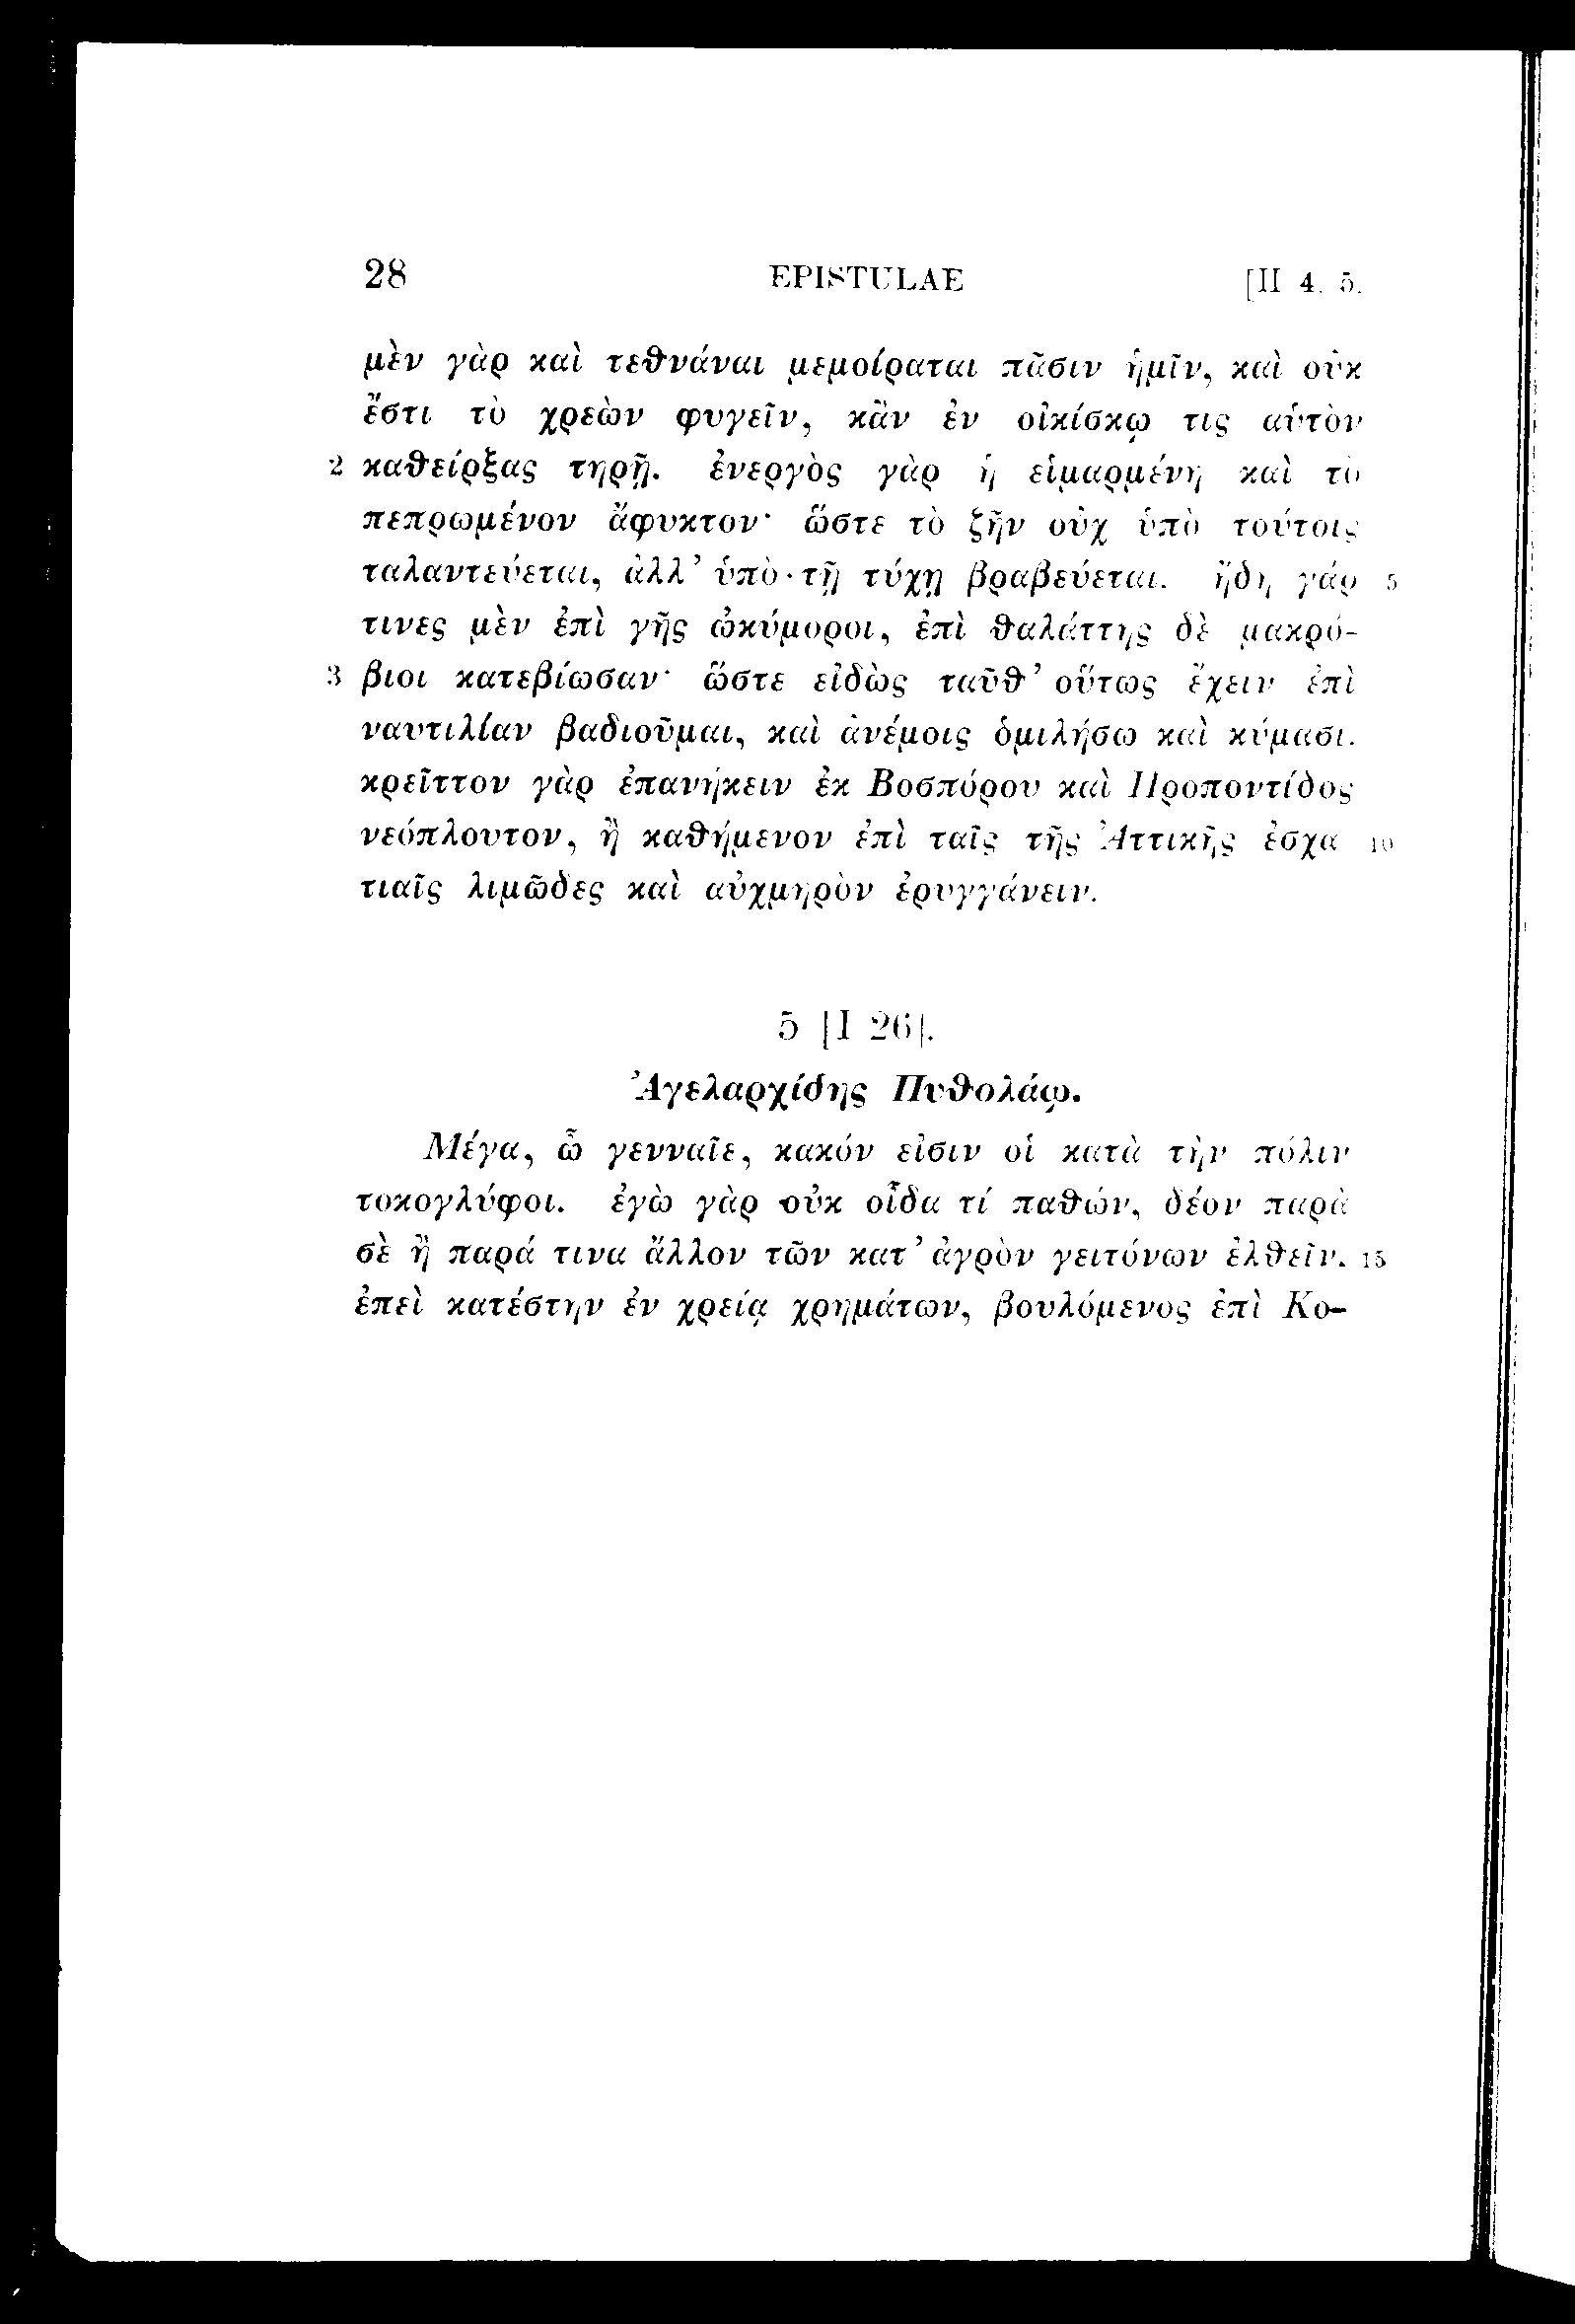 28 EPISTULAE [II 4. 5.
μὲν γὰρ καὶ τεθνάναι μεμοίραται πᾶσιν ἡμῖν, καὶ οὐκ
ἔστι τὸ χρεὼν φυγεῖν, κἂν ἐν οἰκίσκῳ τις αὑτὸν
2 καθείρξας τηρῇ. ἐνεργὸς γὰρ ἡ εἱμαρμένη καὶ τὸ
πεπρωμένον ἄφυκτον· ὥστε τὸ ζῆν οὐχ ὑπὸ τούτοις
ταλαντεύεται, ἀλλ’ ὑπὸ τῇ τύχῃ βραβεύεται. ἤδη γάρ 5
τινες μὲν ἐπὶ γῆς ὠκύμοροι, ἐπὶ θαλάττης δὲ μακρό-
3 βιοι κατεβίωσαν· ὥστε εἰδὼς ταῦθ’ οὕτως ἔχειν ἐπὶ
ναυτιλίαν βαδιοῦμαι, καὶ ἀνέμοις ὁμιλήσω καὶ κύμασι.
κρεῖττον γὰρ ἐπανήκειν ἐκ Βοσπόρου καὶ Προποντίδος
νεόπλουτον, ἢ καθήμενον ἐπὶ ταῖς τῆς Ἀττικῆς ἐσχα 10
τιαῖς λιμῶδες καὶ αὐχμηρὸν ἐρυγγάνειν.
5 [I 26].
Ἀγελαρχίδης Πυθολάῳ.
Μέγα, ὦ γενναῖε, κακόν εἰσιν οἱ κατὰ τὴν πόλιν
τοκογλύφοι. ἐγὼ γὰρ οὐκ οἶδα τί παθών, δέον παρὰ
σὲ ἢ παρά τινα ἄλλον τῶν κατ’ ἀγρὸν γειτόνων ἐλθεῖν. 15
ἐπεὶ κατέστην ἐν χρείᾳ χρημάτων, βουλόμενος ἐπὶ Κο-